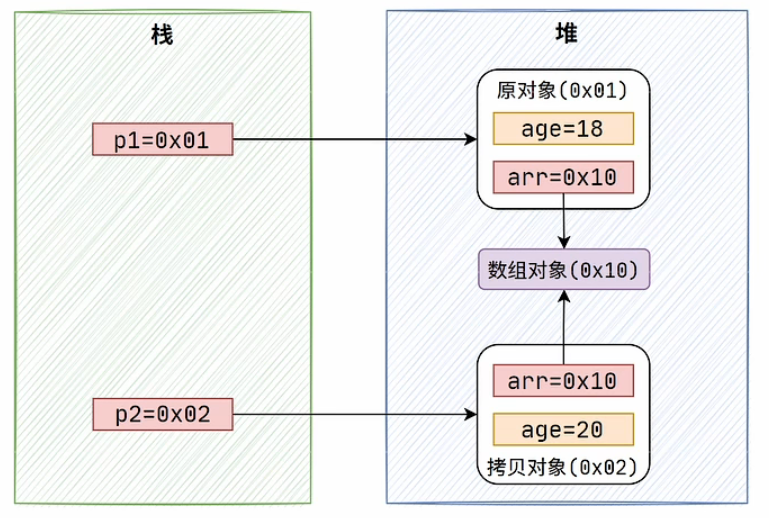 栈
堆
原对象(0x01)
p1=0x01
age=18
arr=0x10
数组对象(0x10)
arr=0x10
p2=0x02
age=20
拷贝对象(0x02)